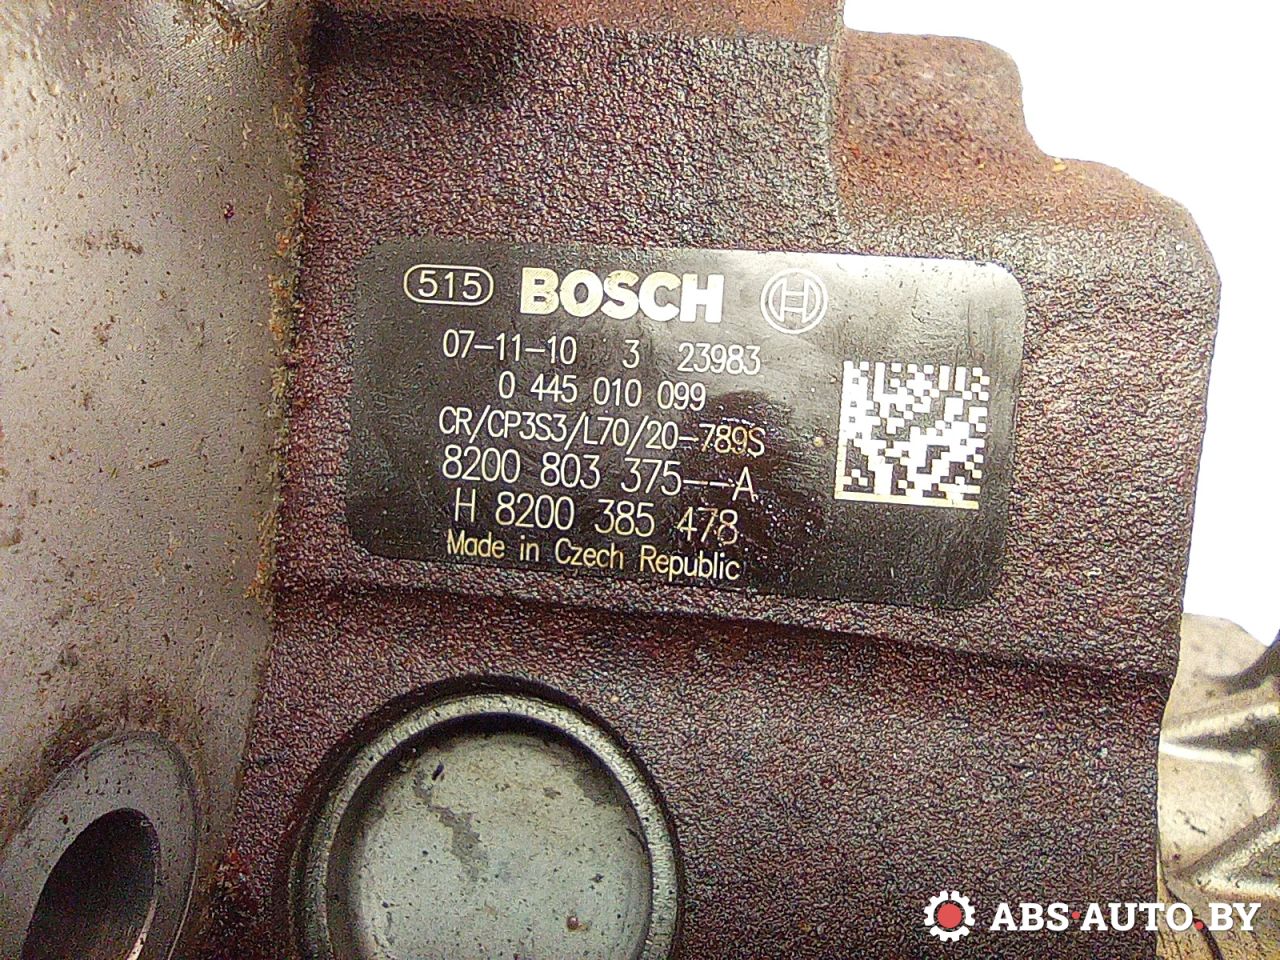 515 BOSCH
07-11-10 3 23983
0 445 010 099
CR/CP3S3/L70/20-789S
8200 803 375--A
H 8200 385 478
Made in Czech Republic
ABS·AUTO.BY